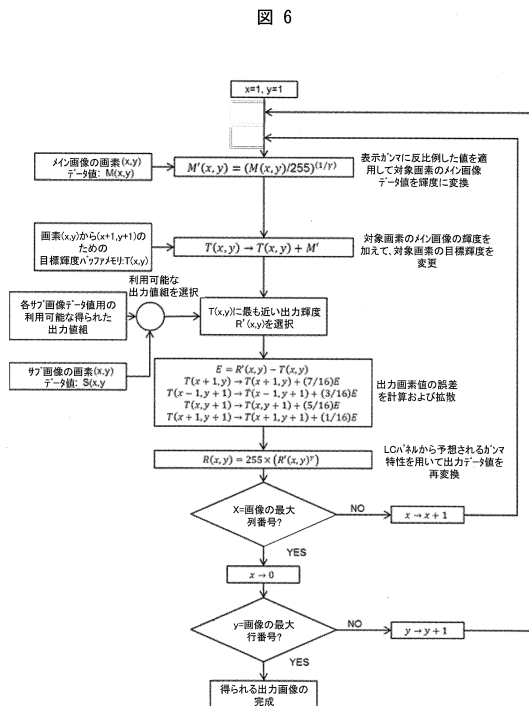 図 6
x=1, y=1
メイン画像の画素(x,y)
データ値: M(x,y)
M'(x,y) = (M(x,y)/255)^(1/γ)
表示ガンマに反比例した値を適
用して対象画素のメイン画像
データ値を輝度に変換
画素(x,y)から(x+1,y+1)の
ための
目標輝度バッファメモリ:T(x,y)
T(x,y) → T(x,y) + M'
対象画素のメイン画像の輝度を
加えて、対象画素の目標輝度を
変更
利用可能な
出力値組を選択
各サブ画像データ値用の
利用可能な得られた
出力値組
T(x,y)に最も近い出力輝度
R'(x,y)を選択
サブ画像の画素(x,y)
データ値: S(x,y
E = R'(x,y) − T(x,y)
T(x+1,y) → T(x+1,y) + (7/16)E
T(x−1,y+1) → T(x−1,y+1) + (3/16)E
T(x,y+1) → T(x,y+1) + (5/16)E
T(x+1,y+1) → T(x+1,y+1) + (1/16)E
出力画素値の誤差
を計算および拡散
R(x,y) = 255 × (R'(x,y)^γ)
LCパネルから予想されるガンマ
特性を用いて出力データ値を
再変換
X=画像の最大
列番号?
NO
x → x + 1
YES
x → 0
y=画像の最大
行番号?
NO
y → y + 1
YES
得られる出力画像の
完成